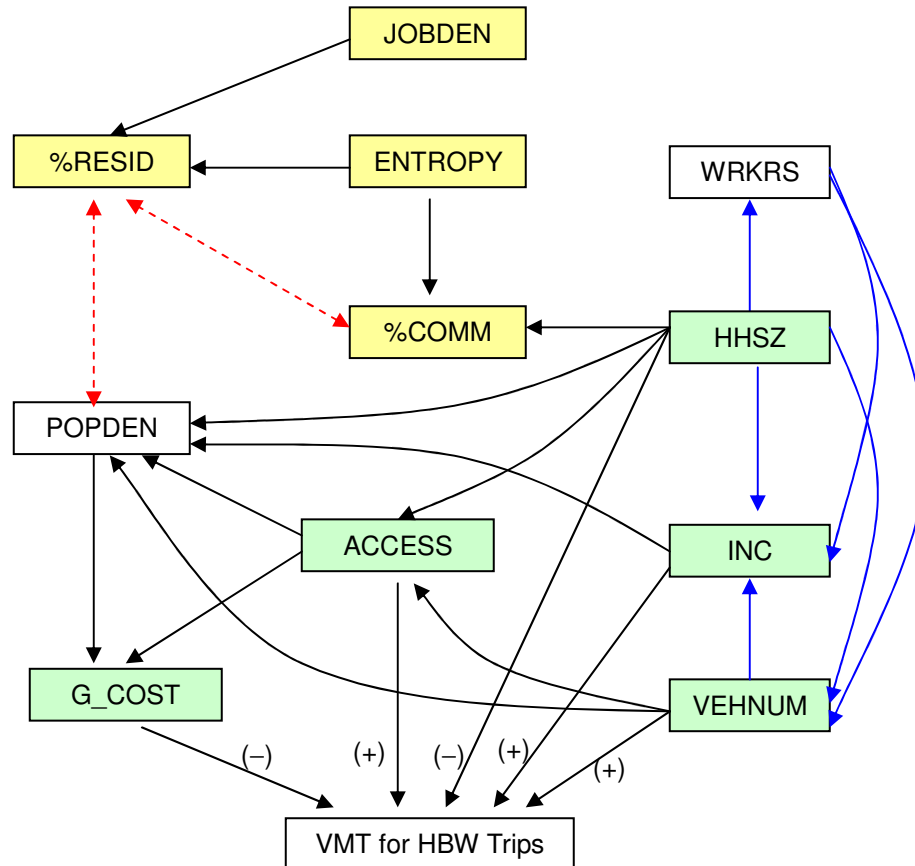 JOBDEN
%RESID
ENTROPY
WRKRS
%COMM
HHSZ
POPDEN
ACCESS
INC
G_COST
VEHNUM
(−)
(+)
(−)
(+)
(+)
VMT for HBW Trips